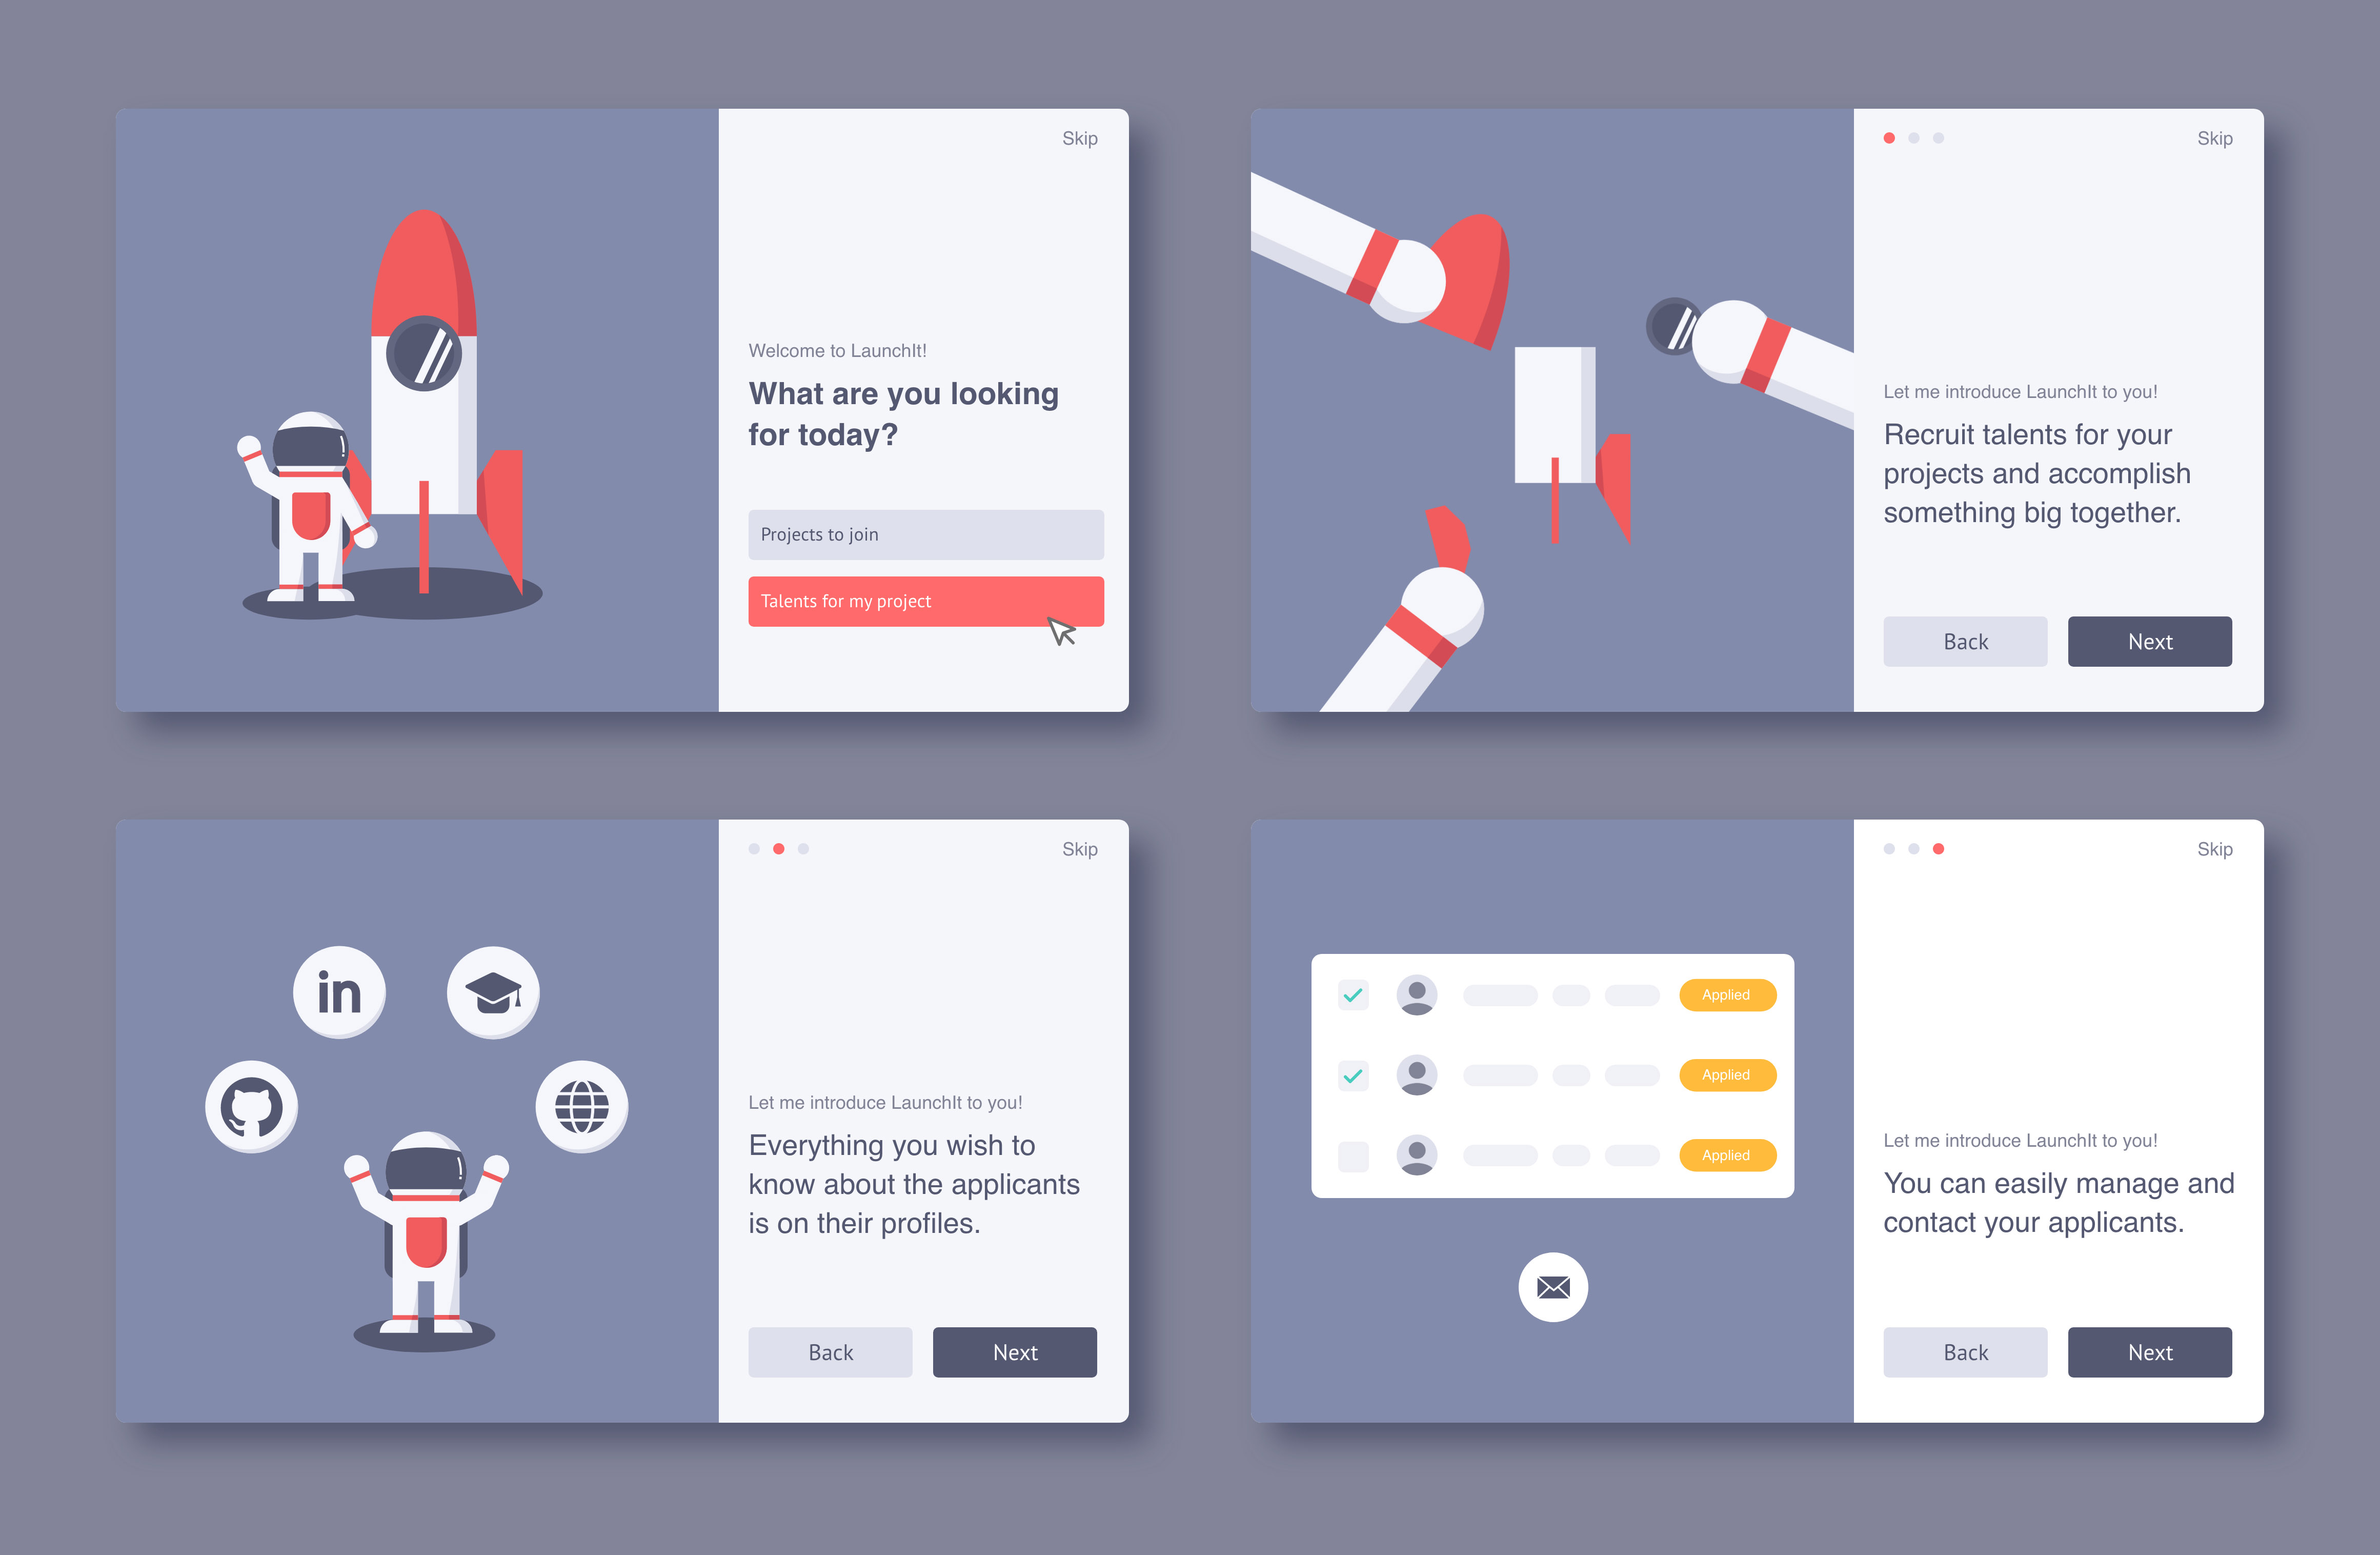 Skip
Welcome to LaunchIt!
What are you looking
for today?
Projects to join
Talents for my project
Skip
Let me introduce LaunchIt to you!
Recruit talents for your
projects and accomplish
something big together.
Back
Next
in
Skip
Let me introduce LaunchIt to you!
Everything you wish to
know about the applicants
is on their profiles.
Back
Next
Applied
Applied
Applied
Skip
Let me introduce LaunchIt to you!
You can easily manage and
contact your applicants.
Back
Next